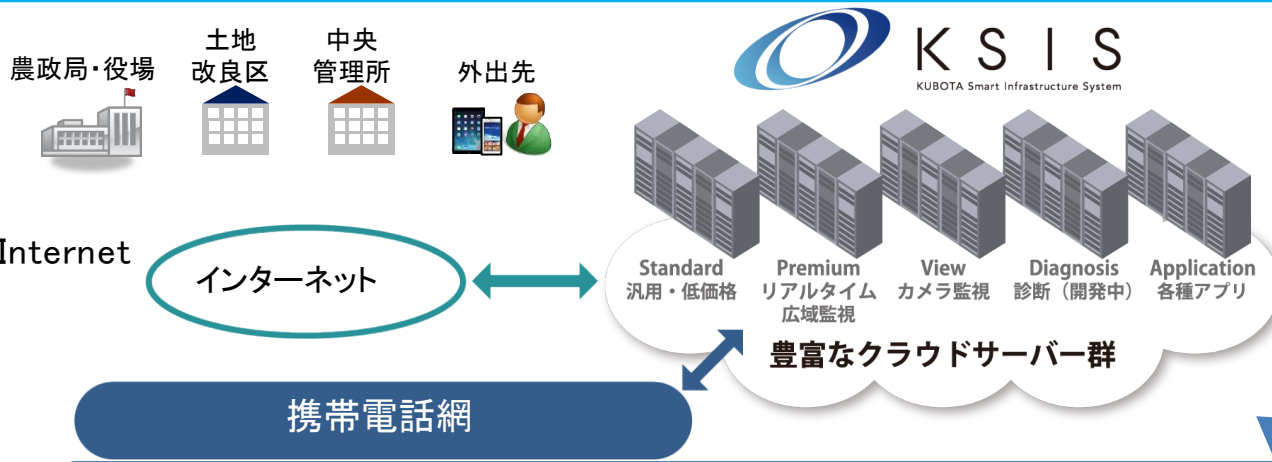 農政局・役場
土地
改良区
中央
管理所
外出先
KSIS
KUBOTA Smart Infrastructure System
Internet
インターネット
Standard
汎用・低価格
Premium
リアルタイム
広域監視
View
カメラ監視
Diagnosis
診断（開発中）
Application
各種アプリ
豊富なクラウドサーバー群
携帯電話網